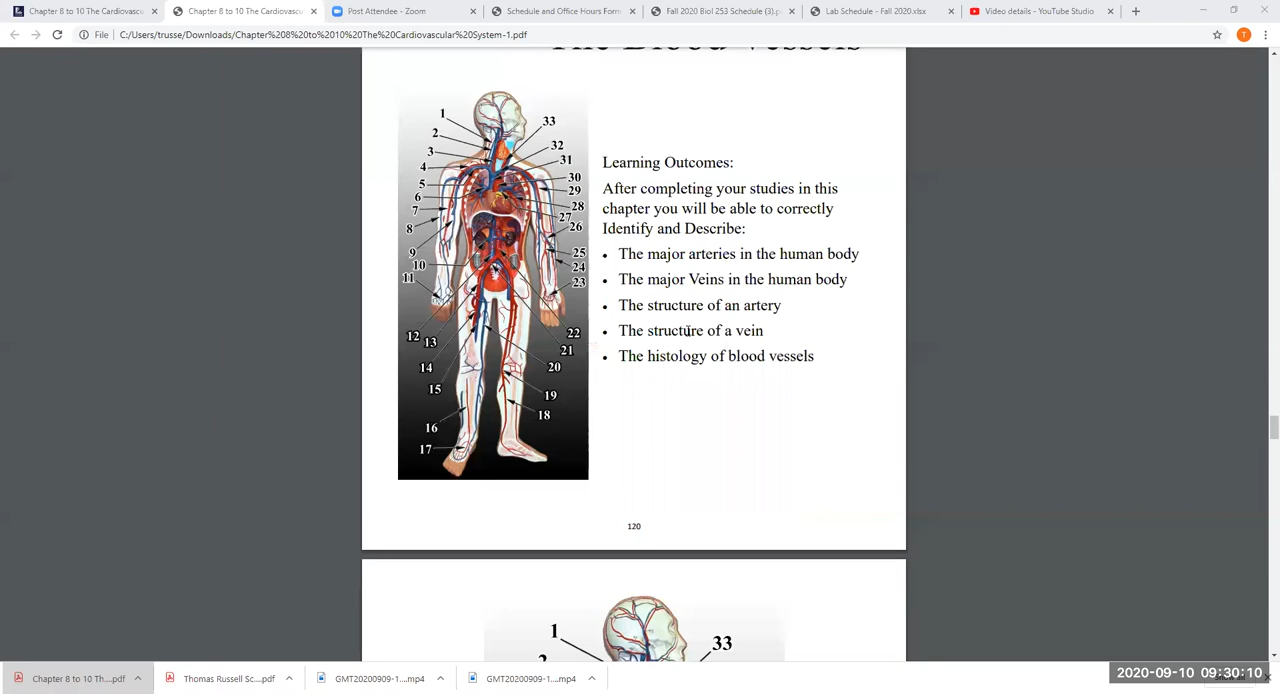 Chapter 8 to 10 The Cardiovascu
Chapter 8 to 10 The Cardiovascu
Post Attendee - Zoom
Schedule and Office Hours Form
Fall 2020 Biol 253 Schedule (3).p
Lab Schedule - Fall 2020.xlsx
Video details - YouTube Studio
File
C:/Users/trusse/Downloads/Chapter%208%20to%2010%20The%20Cardiovascular%20System-1.pdf
T
The Blood Vessels
1
33
2
32
3
31
4
30
5
29
6
28
7
27
8
26
9
25
10
24
11
23
12
22
13
21
14
20
15
19
16
18
17
Learning Outcomes:
After completing your studies in this
chapter you will be able to correctly
Identify and Describe:
• The major arteries in the human body
• The major Veins in the human body
• The structure of an artery
• The structure of a vein
• The histology of blood vessels
120
1
33
2
Chapter 8 to 10 Th....pdf
Thomas Russell Sc....pdf
GMT20200909-1....mp4
GMT20200909-1....mp4
2020-09-10 09:30:10